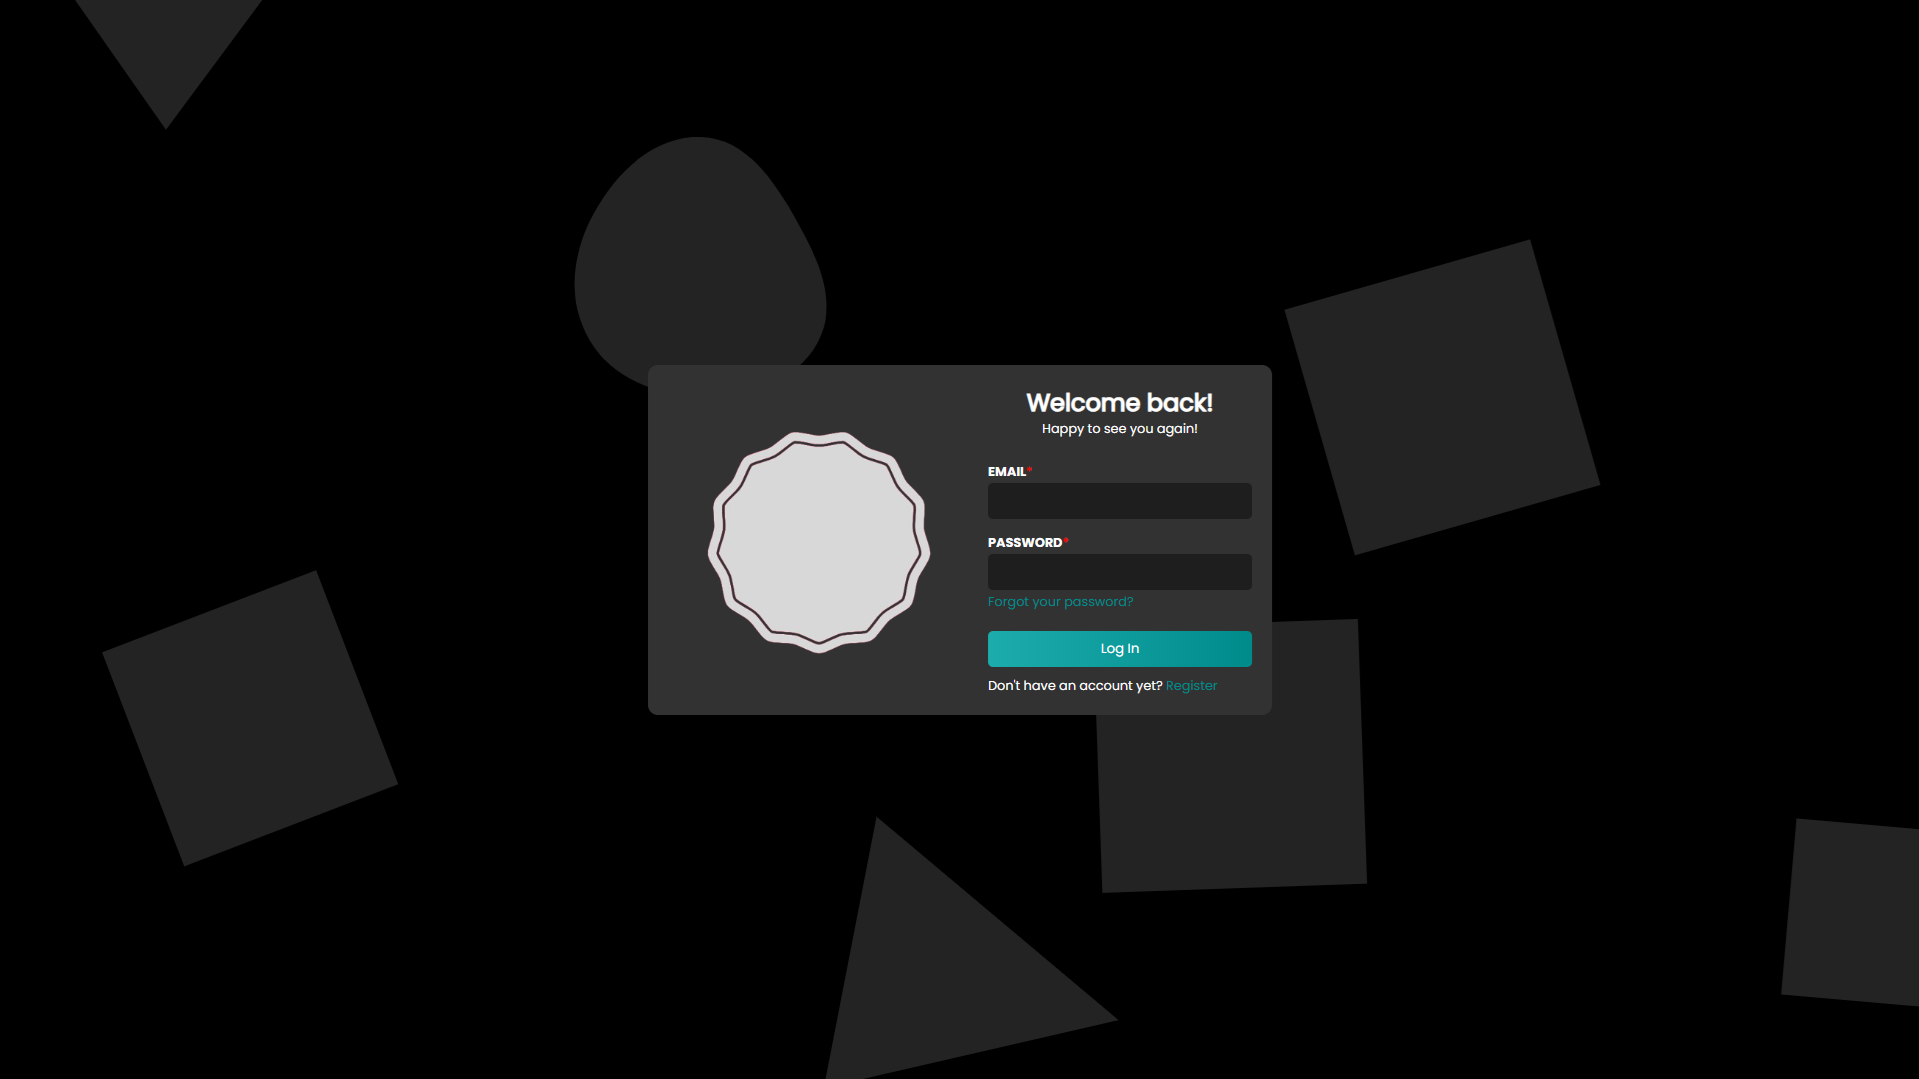 Welcome back!
Happy to see you again!
EMAIL*
PASSWORD*
Forgot your password?
Log In
Don't have an account yet? Register